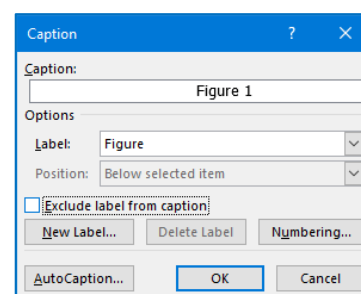 Caption ? ×
Caption:
Figure 1
Options
Label: Figure
Position: Below selected item
Exclude label from caption
New Label... Delete Label Numbering...
AutoCaption... OK Cancel